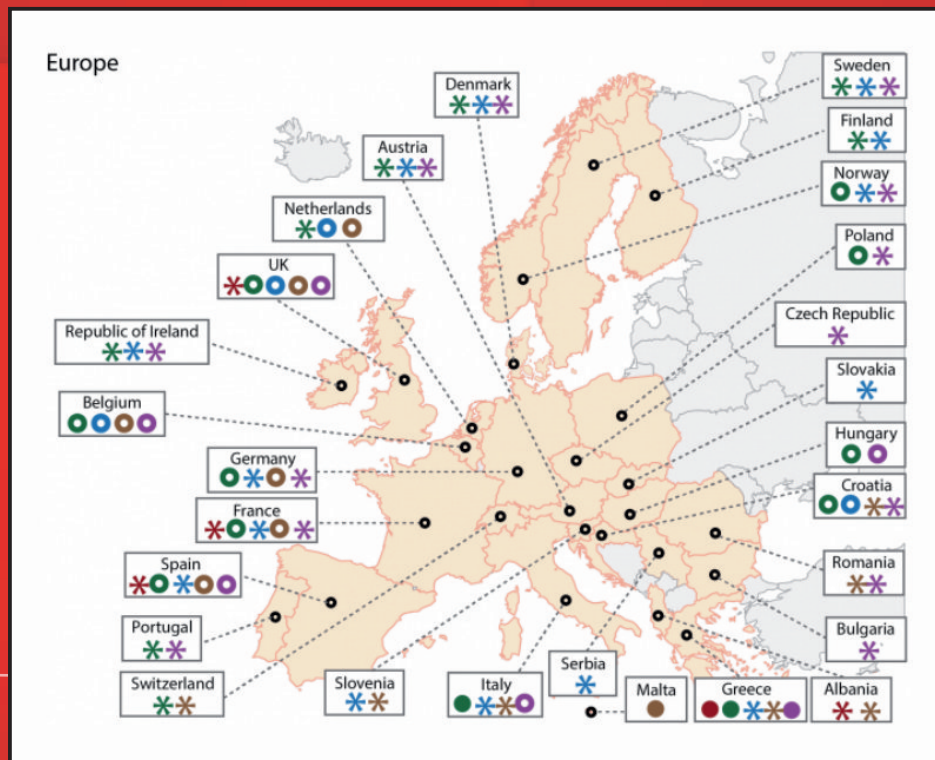 Europe
Sweden
Denmark
Finland
Austria
Norway
Netherlands
Poland
UK
Czech Republic
Republic of Ireland
Slovakia
Belgium
Hungary
Germany
Croatia
France
Spain
Romania
Portugal
Bulgaria
Switzerland
Slovenia
Italy
Serbia
Malta
Greece
Albania